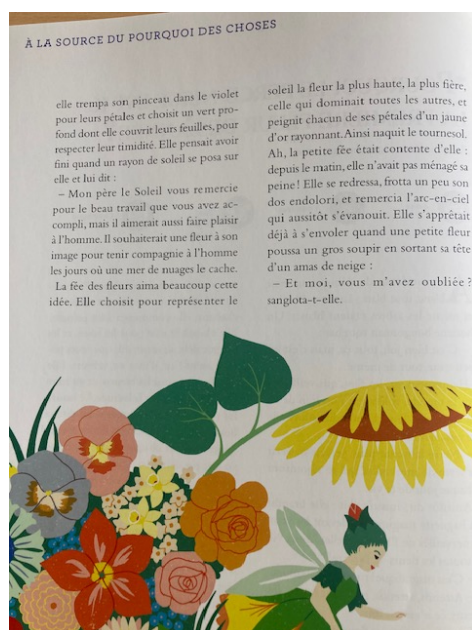 À LA SOURCE DU POURQUOI DES CHOSES
elle trempa son pinceau dans le violet
pour leurs pétales et choisit un vert pro-
fond dont elle couvrit leurs feuilles, pour
respecter leur timidité. Elle pensait avoir
fini quand un rayon de soleil se posa sur
elle et lui dit :
– Mon père le Soleil vous remercie
pour le beau travail que vous avez ac-
compli, mais il aimerait aussi faire plaisir
à l'homme. Il souhaiterait une fleur à son
image pour tenir compagnie à l'homme
les jours où une mer de nuages le cache.
La fée des fleurs aima beaucoup cette
idée. Elle choisit pour représenter le
soleil la fleur la plus haute, la plus fière,
celle qui dominait toutes les autres, et
peignit chacun de ses pétales d'un jaune
d'or rayonnant. Ainsi naquit le tournesol.
Ah, la petite fée était contente d'elle :
depuis le matin, elle n'avait pas ménagé sa
peine ! Elle se redressa, frotta un peu son
dos endolori, et remercia l'arc-en-ciel
qui aussitôt s'évanouit. Elle s'apprêtait
déjà à s'envoler quand une petite fleur
poussa un gros soupir en sortant sa tête
d'un amas de neige :
– Et moi, vous m'avez oubliée ?
sanglota-t-elle.